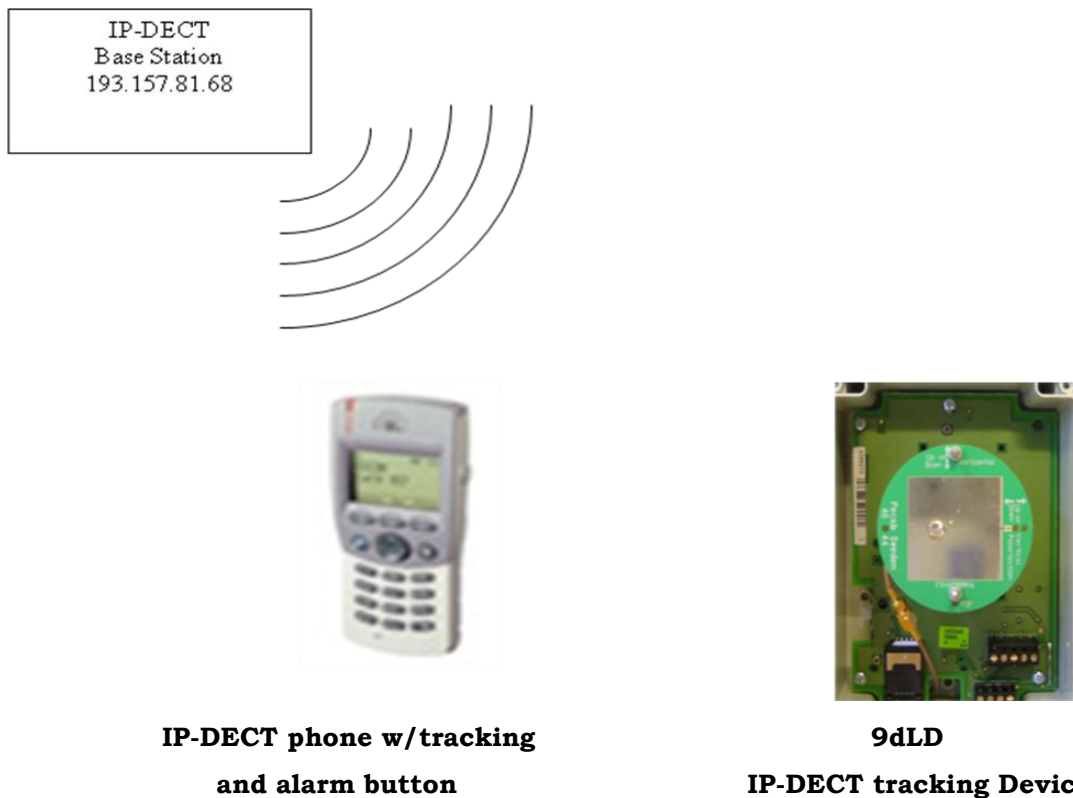 IP-DECT
Base Station
193.157.81.68
IP-DECT phone w/tracking
and alarm button
9dLD
IP-DECT tracking Devic